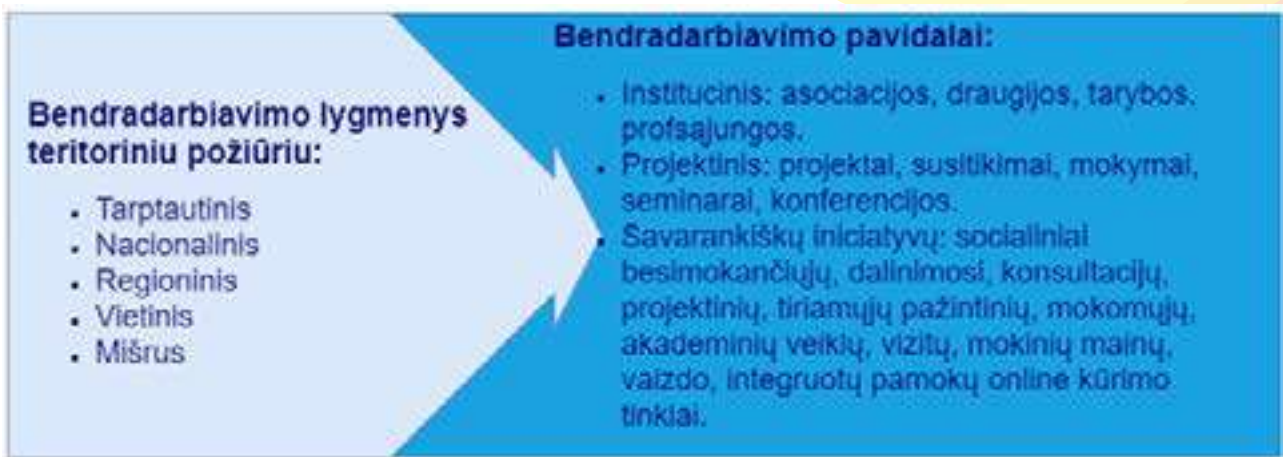 Bendradarbiavimo lygmenys
teritoriniu požiūriu:
• Tarptautinis
• Nacionalinis
• Regioninis
• Vietinis
• Mišrus
Bendradarbiavimo pavidalai:
• Institucinis: asociacijos, draugijos, tarybos.
profsąjungos.
• Projektinis: projektai, susitikimai, mokymai,
seminarai, konferencijos.
• Savarankiškų iniciatyvų: socialiniai
besimokančiųjų, dalinimosi, konsultacijų,
projektinių, tiriamųjų pažintinių, mokomųjų,
akademinių veiklų, vizitų, mokinių mainų,
vaizdo, integruotų pamokų online kūrimo
tinklai.